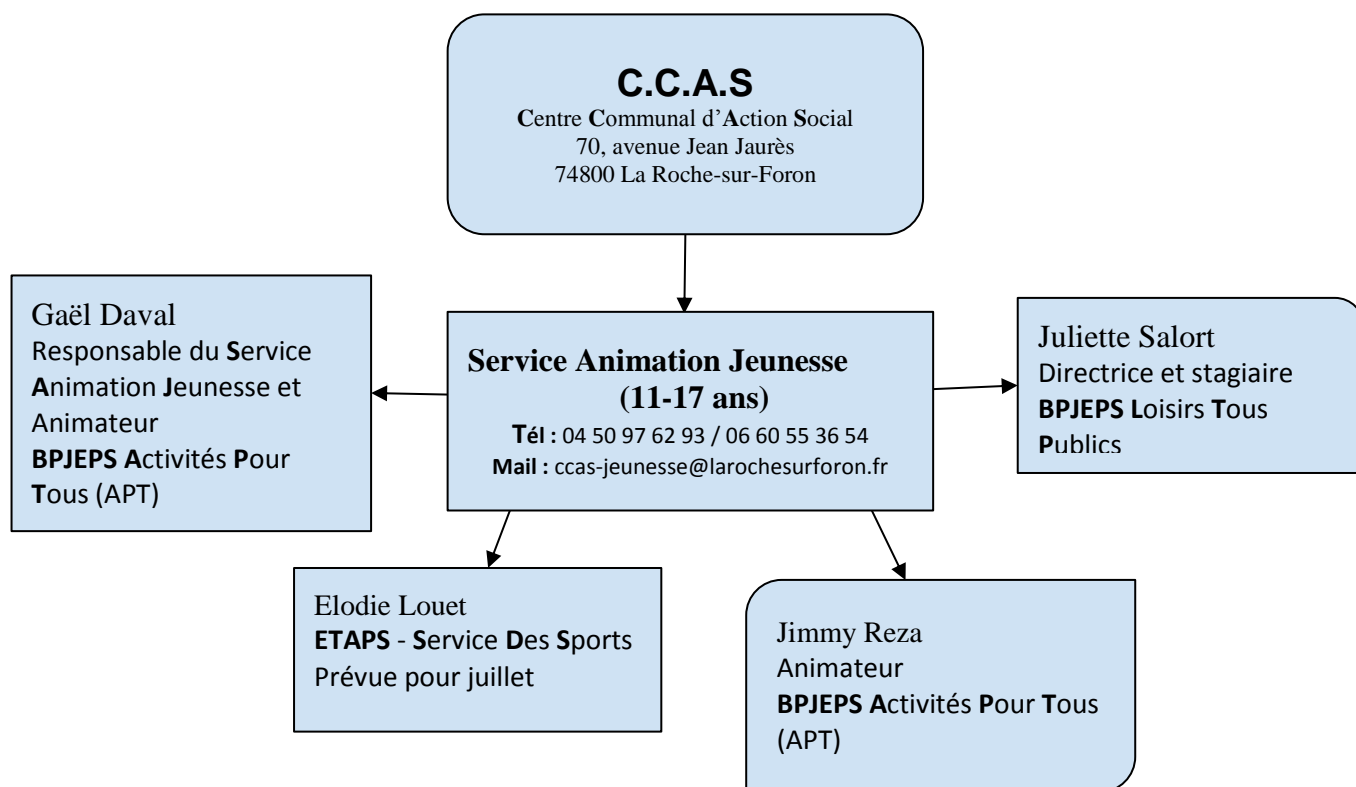 C.C.A.S
Centre Communal d'Action Social
70, avenue Jean Jaurès
74800 La Roche-sur-Foron
Gaël Daval
Responsable du Service
Animation Jeunesse et
Animateur
BPJEPS Activités Pour
Tous (APT)
Service Animation Jeunesse
(11-17 ans)
Tél : 04 50 97 62 93 / 06 60 55 36 54
Mail : ccas-jeunesse@larochesurforon.fr
Juliette Salort
Directrice et stagiaire
BPJEPS Loisirs Tous
Publics
Elodie Louet
ETAPS - Service Des Sports
Prévue pour juillet
Jimmy Reza
Animateur
BPJEPS Activités Pour Tous
(APT)